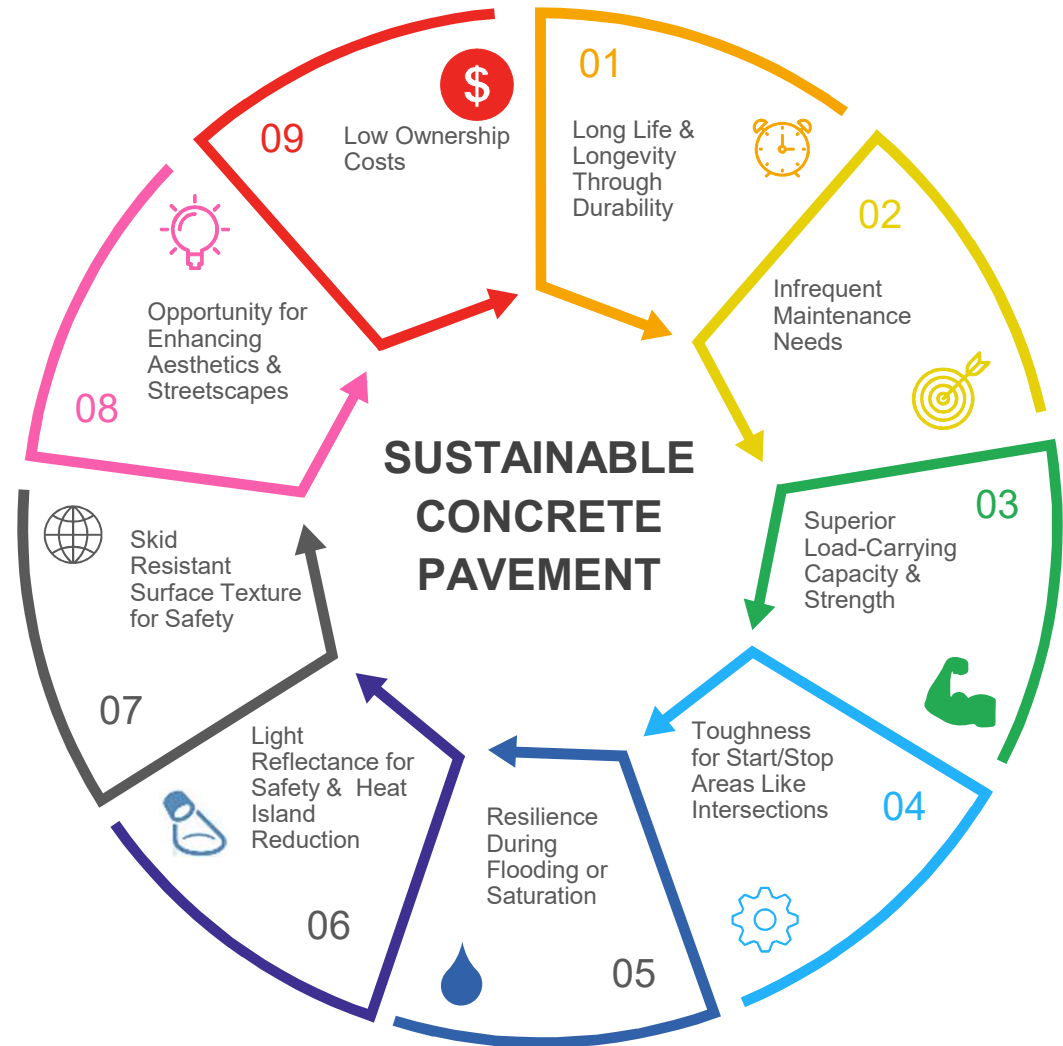 SUSTAINABLE
CONCRETE
PAVEMENT
01
Long Life &
Longevity
Through
Durability
02
Infrequent
Maintenance
Needs
03
Superior
Load-Carrying
Capacity &
Strength
04
Toughness
for Start/Stop
Areas Like
Intersections
05
Resilience
During
Flooding or
Saturation
06
Light
Reflectance for
Safety & Heat
Island
Reduction
07
Skid
Resistant
Surface Texture
for Safety
08
Opportunity for
Enhancing
Aesthetics &
Streetscapes
09
$
Low Ownership
Costs